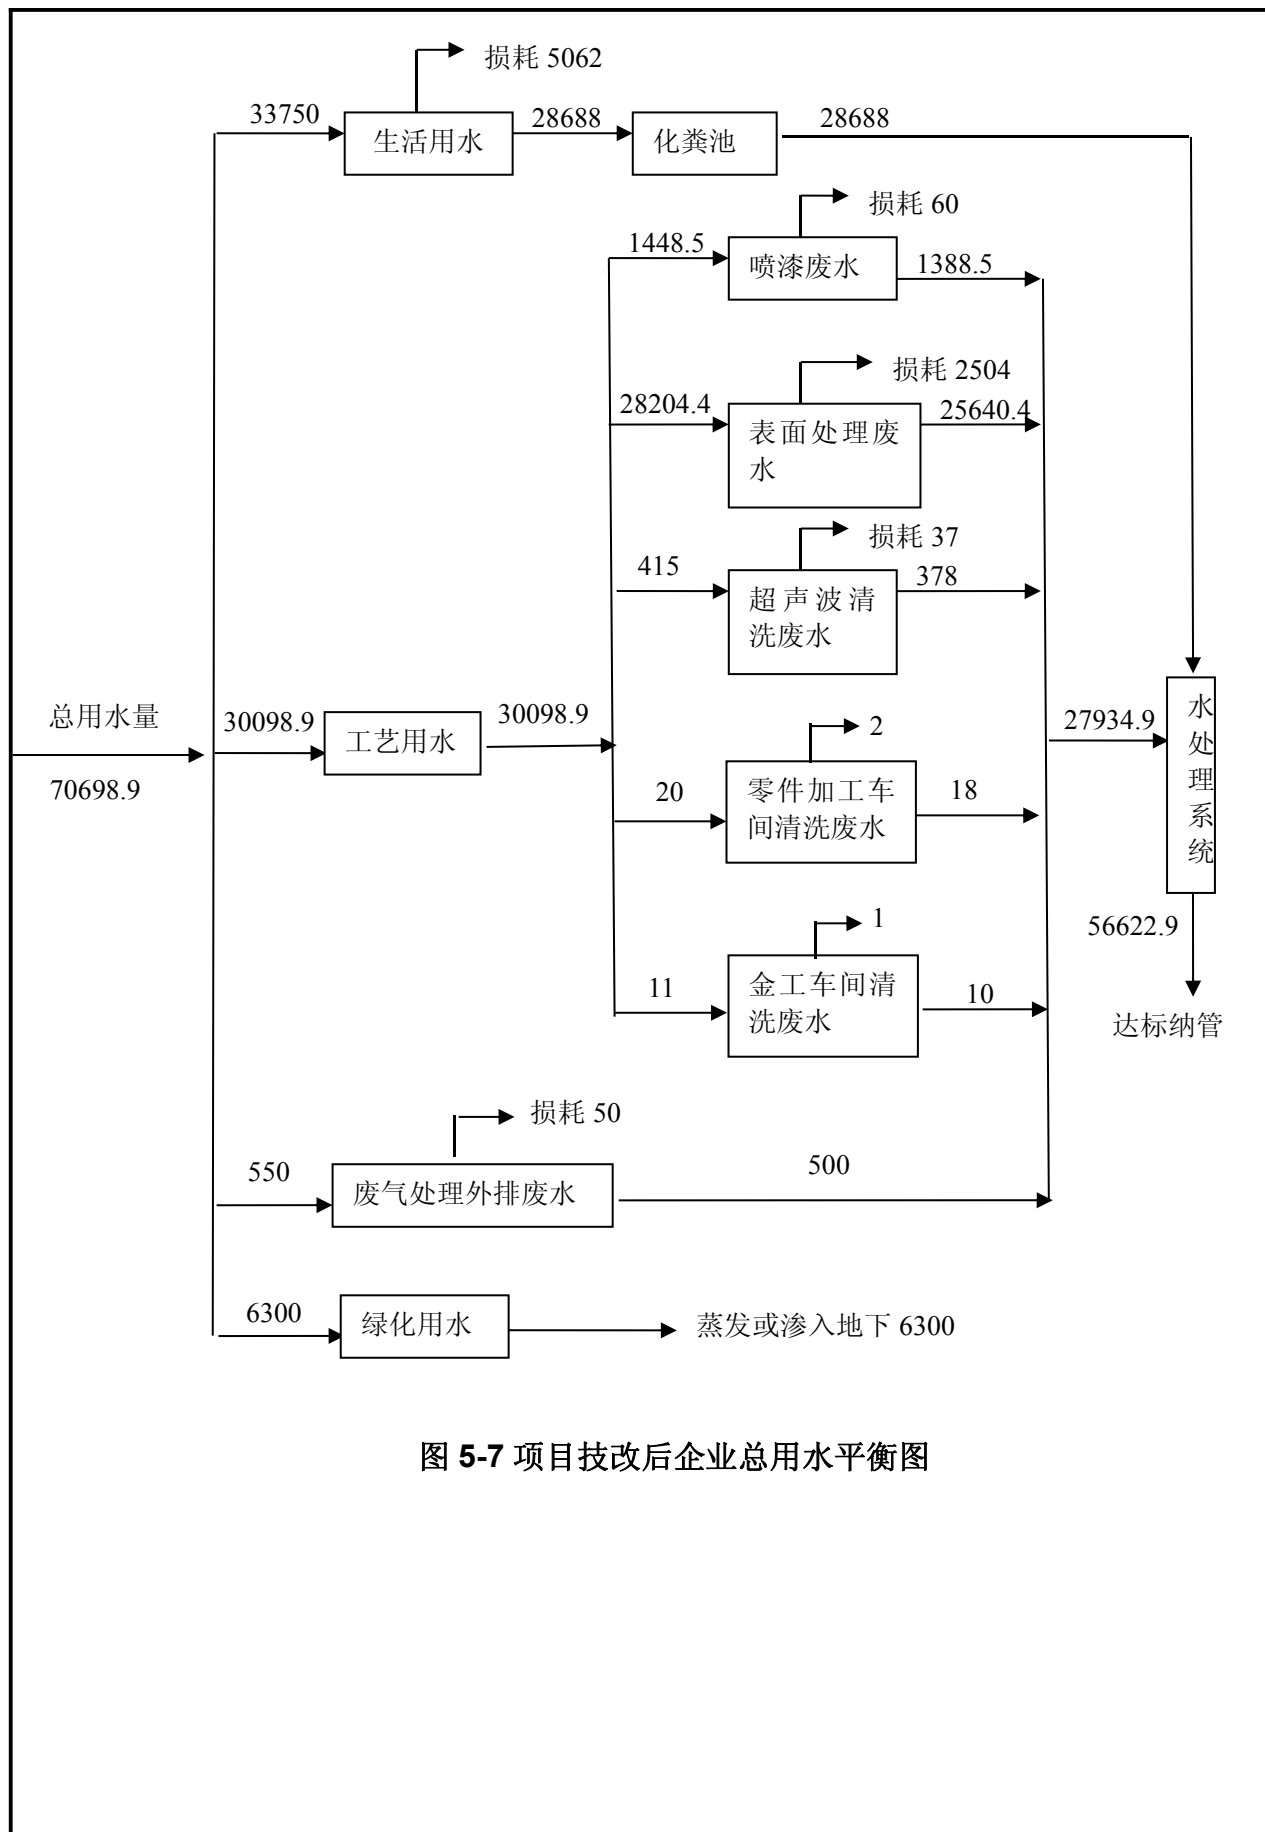 损耗 5062
33750
生活用水
28688
化粪池
28688
损耗 60
1448.5
喷漆废水
1388.5
损耗 2504
28204.4
表面处理废
水
25640.4
损耗 37
415
超声波清
洗废水
378
总用水量
70698.9
30098.9
工艺用水
30098.9
2
20
零件加工车
间清洗废水
18
27934.9
水
处
理
系
统
1
11
金工车间清
洗废水
10
56622.9
达标纳管
损耗 50
550
废气处理外排废水
500
6300
绿化用水
蒸发或渗入地下 6300
图 5-7 项目技改后企业总用水平衡图